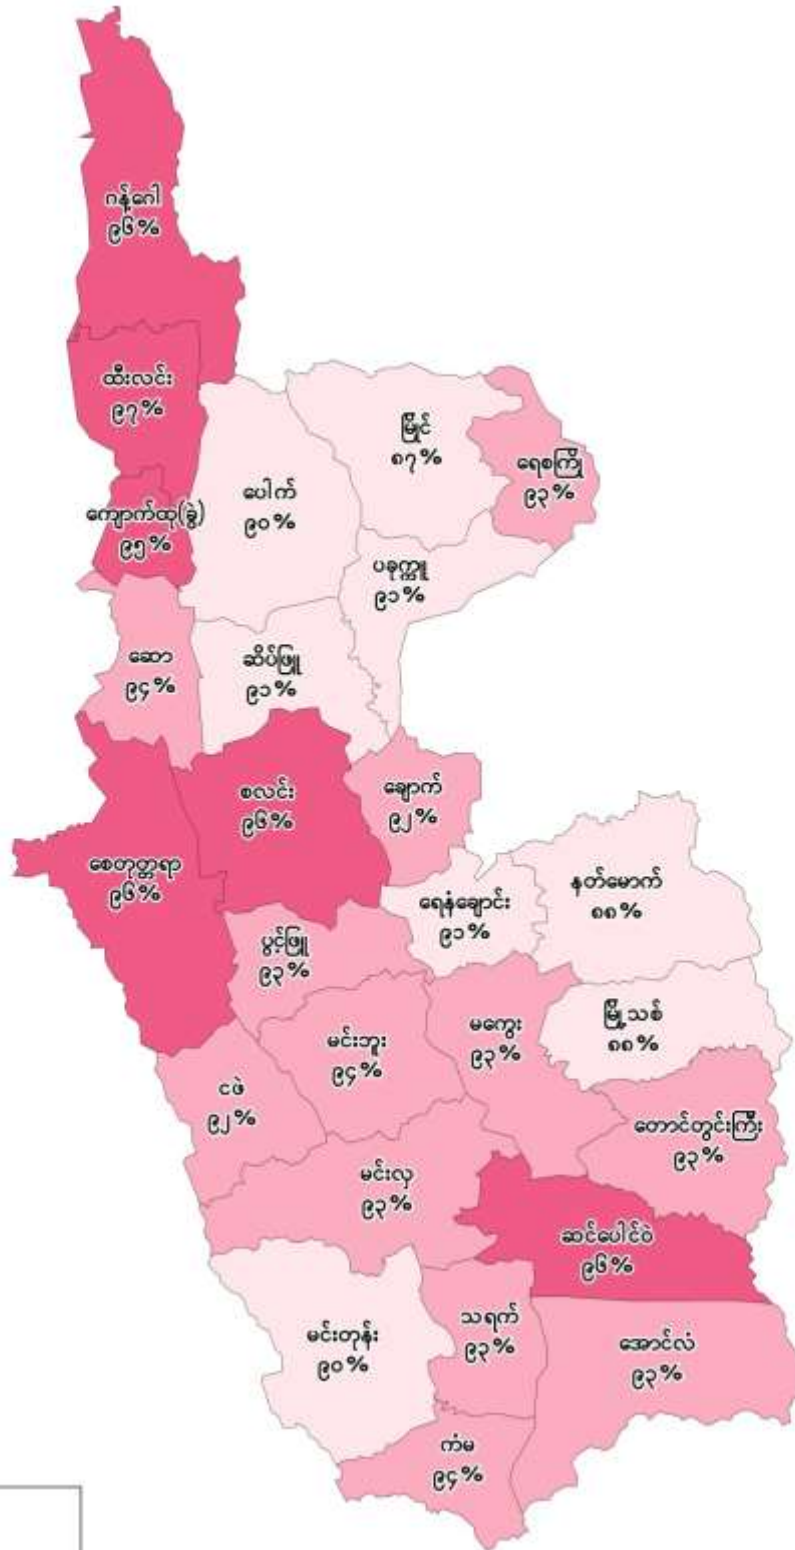 ဂန့်ဂေါ
၉၆%
ထီးလင်း
၉၇%
မြိုင်
၈၇%
ရေစကြို
၉၃%
ပေါက်
၉၀%
ကျောက်ထု(ခွဲ)
၉၅%
ပခုက္ကူ
၉၁%
ဆော
၉၄%
ဆိပ်ဖြူ
၉၁%
စလင်း
၉၆%
ချောက်
၉၂%
စေတုတ္တရာ
၉၆%
ရေနံချောင်း
၉၁%
နတ်မောက်
၈၈%
ပွင့်ဖြူ
၉၃%
မင်းဘူး
၉၄%
မကွေး
၉၃%
မြို့သစ်
၈၈%
ငဖဲ
၉၂%
တောင်တွင်းကြီး
၉၃%
မင်းလှ
၉၃%
ဆင်ပေါင်ဝဲ
၉၆%
မင်းတုန်း
၉၀%
သရက်
၉၃%
အောင်လံ
၉၃%
ကံမ
၉၄%